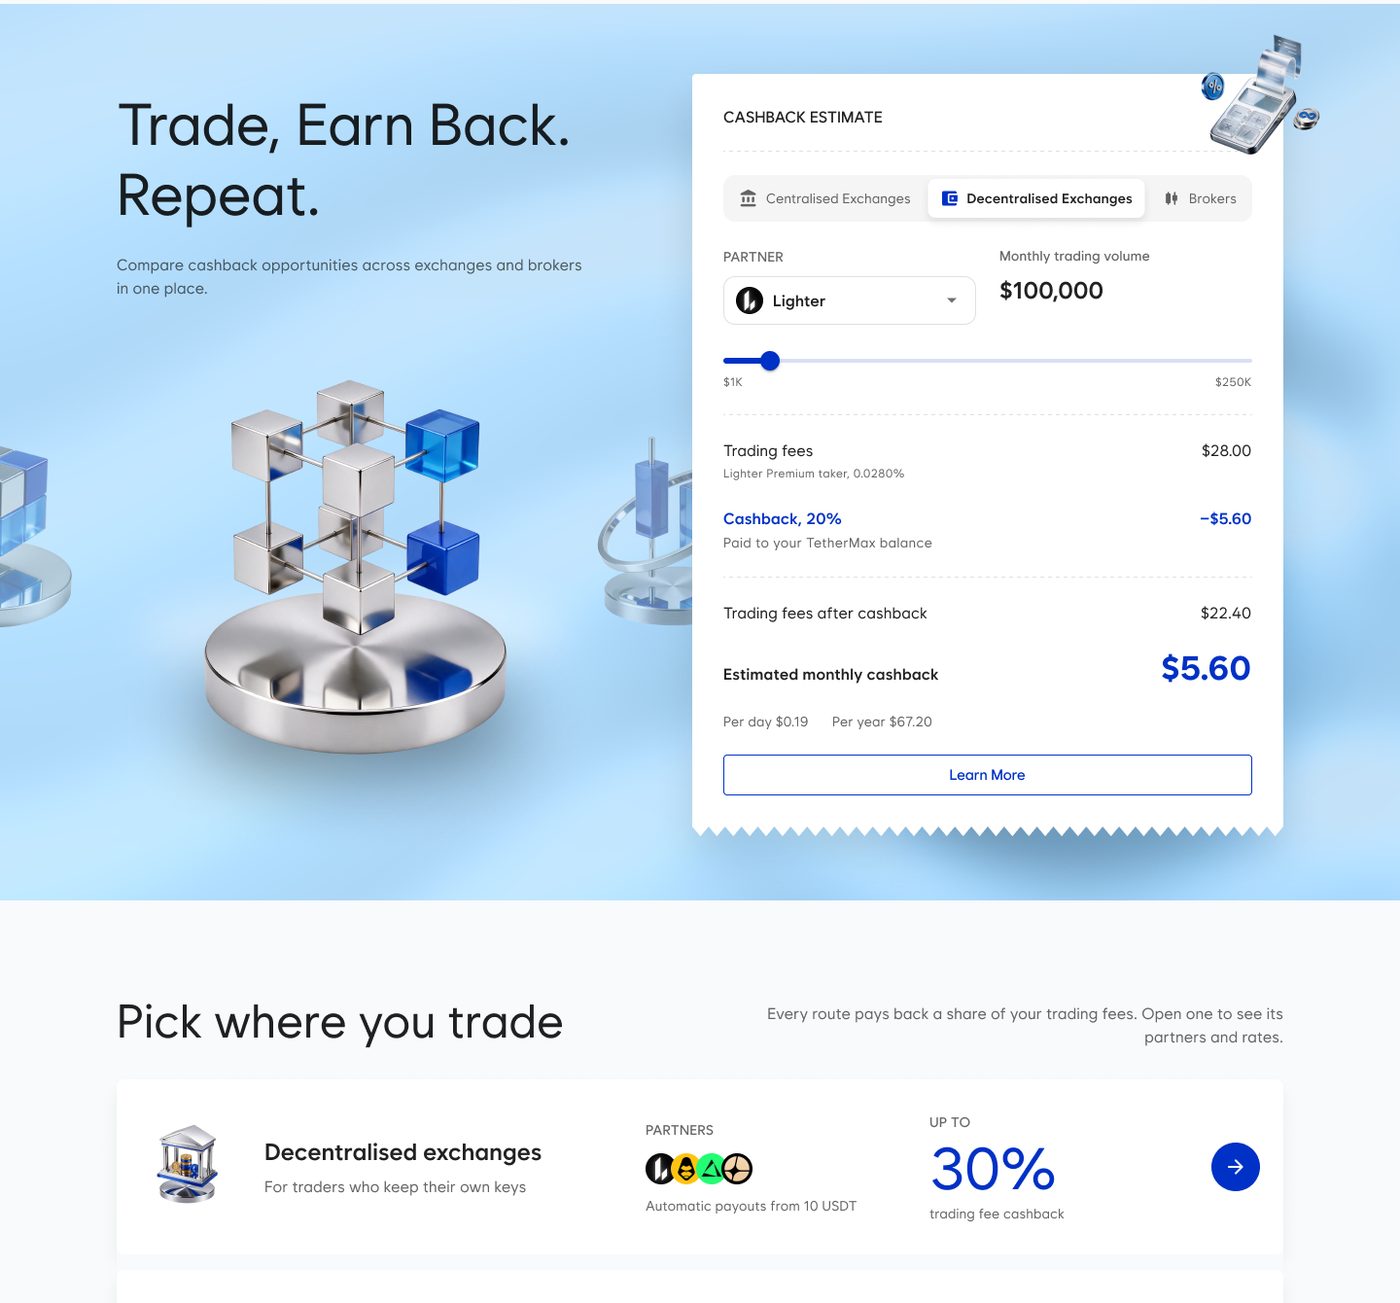 Trade, Earn Back.
Repeat.
Compare cashback opportunities across exchanges and brokers
in one place.
CASHBACK ESTIMATE
Centralised Exchanges
Decentralised Exchanges
Brokers
PARTNER
Lighter
Monthly trading volume
$100,000
$1K
$250K
Trading fees
$28.00
Lighter Premium taker, 0.0280%
Cashback, 20%
−$5.60
Paid to your TetherMax balance
Trading fees after cashback
$22.40
Estimated monthly cashback
$5.60
Per day $0.19
Per year $67.20
Learn More
Pick where you trade
Every route pays back a share of your trading fees. Open one to see its
partners and rates.
Decentralised exchanges
For traders who keep their own keys
PARTNERS
Automatic payouts from 10 USDT
UP TO
30%
trading fee cashback